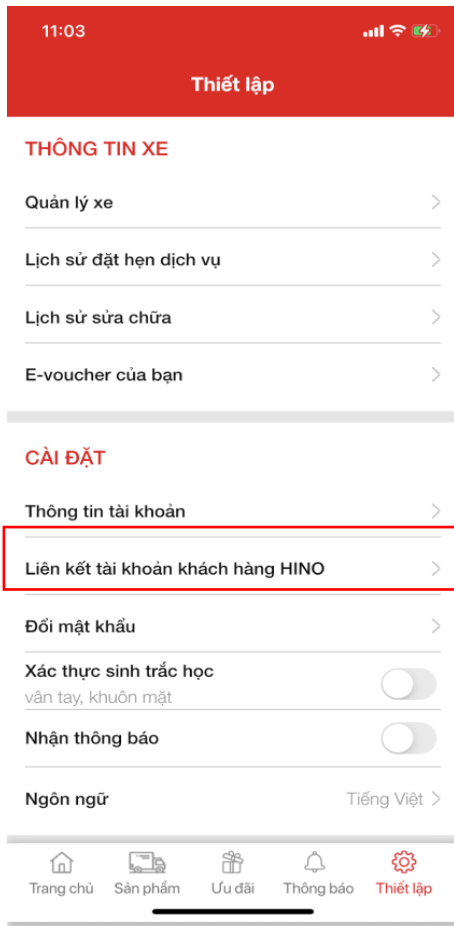 11:03
Thiết lập
THÔNG TIN XE
Quản lý xe
Lịch sử đặt hẹn dịch vụ
Lịch sử sửa chữa
E-voucher của bạn
CÀI ĐẶT
Thông tin tài khoản
Liên kết tài khoản khách hàng HINO
Đổi mật khẩu
Xác thực sinh trắc học
vân tay, khuôn mặt
Nhận thông báo
Ngôn ngữ Tiếng Việt
Trang chủ Sản phẩm Ưu đãi Thông báo Thiết lập